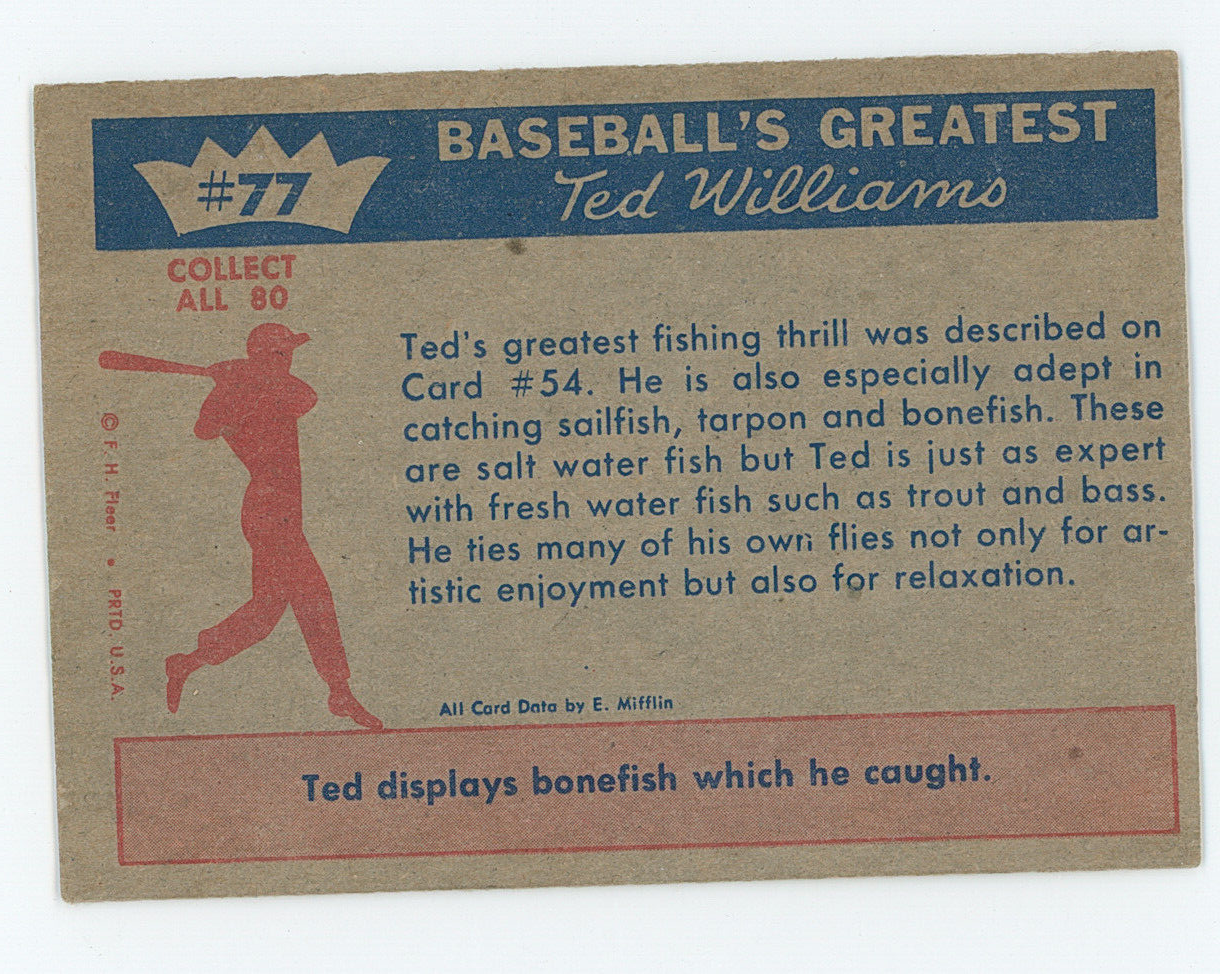 #77
BASEBALL'S GREATEST
Ted Williams
COLLECT
ALL 80
Ted's greatest fishing thrill was described on
Card #54. He is also especially adept in
catching sailfish, tarpon and bonefish. These
are salt water fish but Ted is just as expert
with fresh water fish such as trout and bass.
He ties many of his own flies not only for ar-
tistic enjoyment but also for relaxation.
© F. H. Fleer • PRTD. U.S.A.
All Card Data by E. Mifflin
Ted displays bonefish which he caught.